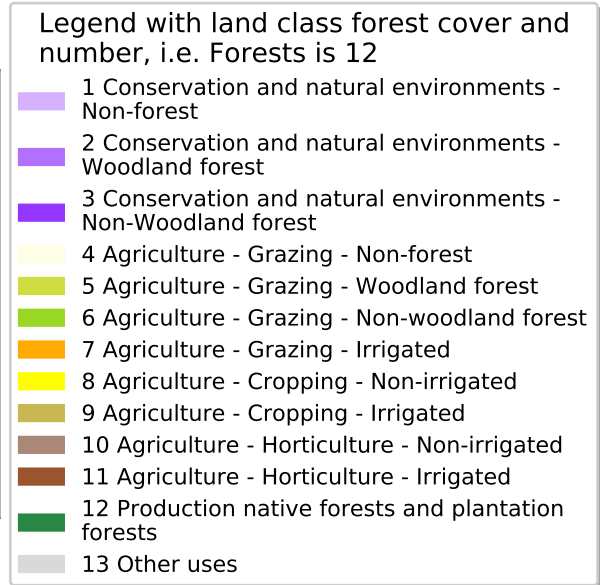 Legend with land class forest cover and
number, i.e. Forests is 12
1 Conservation and natural environments -
Non-forest
2 Conservation and natural environments -
Woodland forest
3 Conservation and natural environments -
Non-Woodland forest
4 Agriculture - Grazing - Non-forest
5 Agriculture - Grazing - Woodland forest
6 Agriculture - Grazing - Non-woodland forest
7 Agriculture - Grazing - Irrigated
8 Agriculture - Cropping - Non-irrigated
9 Agriculture - Cropping - Irrigated
10 Agriculture - Horticulture - Non-irrigated
11 Agriculture - Horticulture - Irrigated
12 Production native forests and plantation
forests
13 Other uses